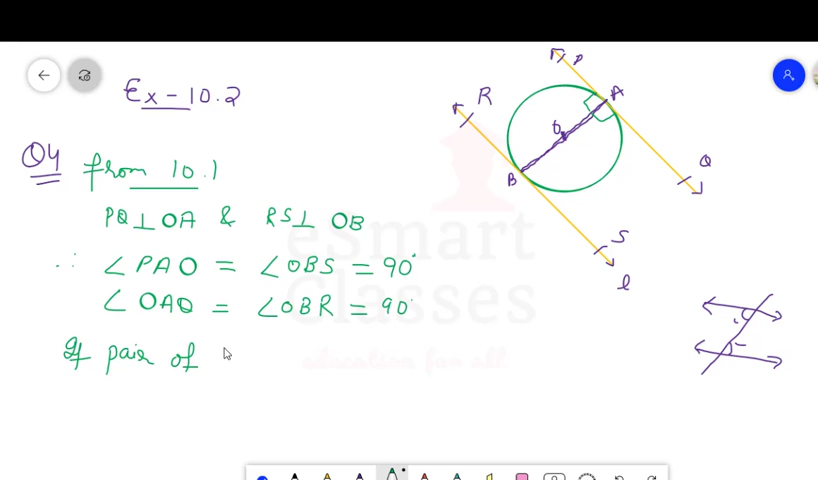 Ex-10.2
Q4 from 10.1
PQ⊥OA & RS⊥ OB
∴ ∠PAO = ∠OBS = 90°
∠OAQ = ∠OBR = 90°
If pair of
P
A
R
O
B
Q
S
l
eSmart
Classes
education for all